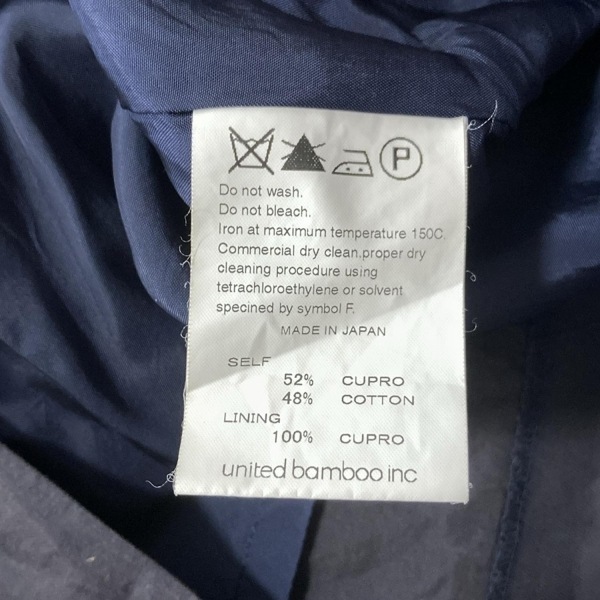 P
Do not wash.
Do not bleach.
Iron at maximum temperature 150C.
Commercial dry clean.proper dry
cleaning procedure using
tetrachloroethylene or solvent
specined by symbol F.
MADE IN JAPAN
SELF
52% CUPRO
48% COTTON
LINING
100% CUPRO
united bamboo inc